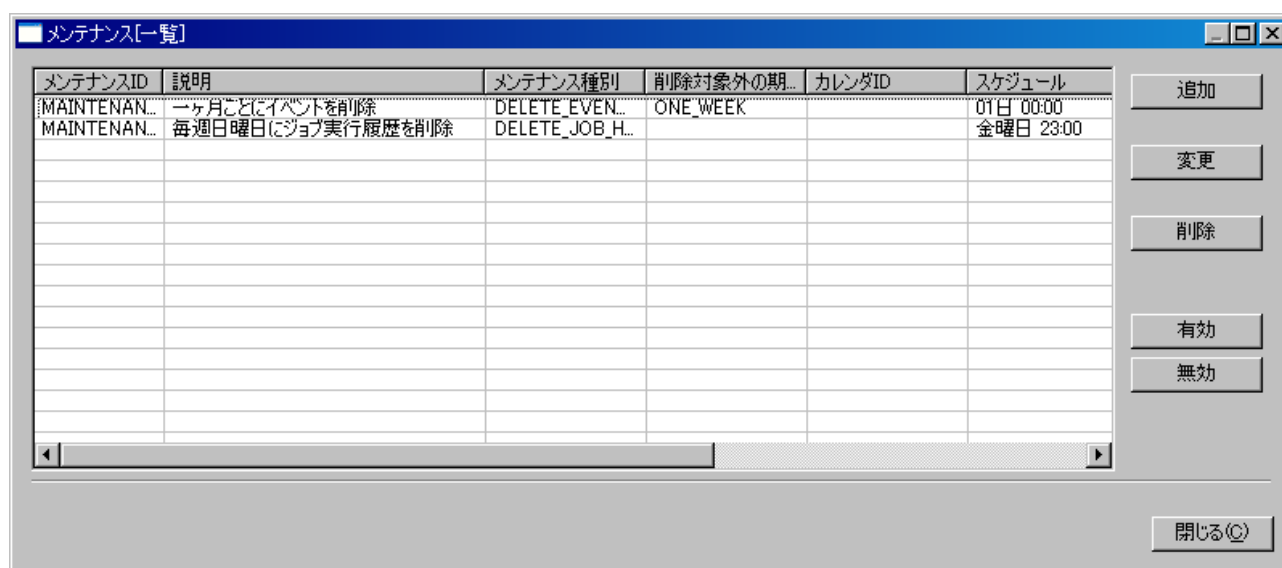 メンテナンス[一覧]
メンテナンスID 説明 メンテナンス種別 削除対象外の期... カレンダID スケジュール
MAINTENAN... 一ヶ月ごとにイベントを削除 DELETE_EVEN... ONE_WEEK 01日 00:00
MAINTENAN... 毎週日曜日にジョブ実行履歴を削除 DELETE_JOB_H... 金曜日 23:00
追加
変更
削除
有効
無効
閉じる(C)